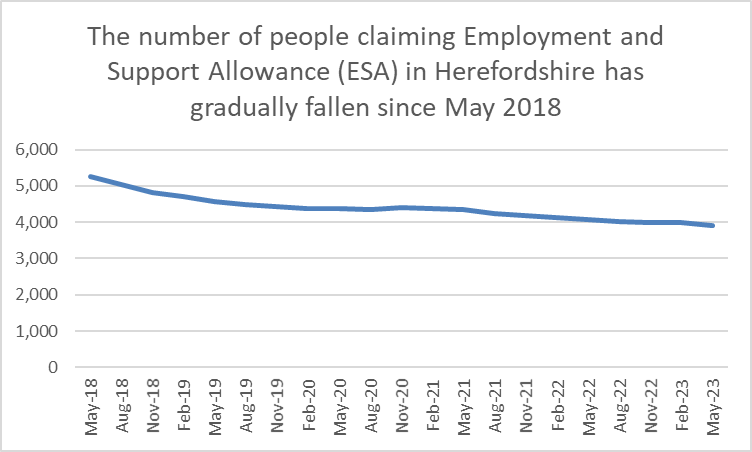 The number of people claiming Employment and
Support Allowance (ESA) in Herefordshire has
gradually fallen since May 2018
6,000
5,000
4,000
3,000
2,000
1,000
0
May-18
Aug-18
Nov-18
Feb-19
May-19
Aug-19
Nov-19
Feb-20
May-20
Aug-20
Nov-20
Feb-21
May-21
Aug-21
Nov-21
Feb-22
May-22
Aug-22
Nov-22
Feb-23
May-23